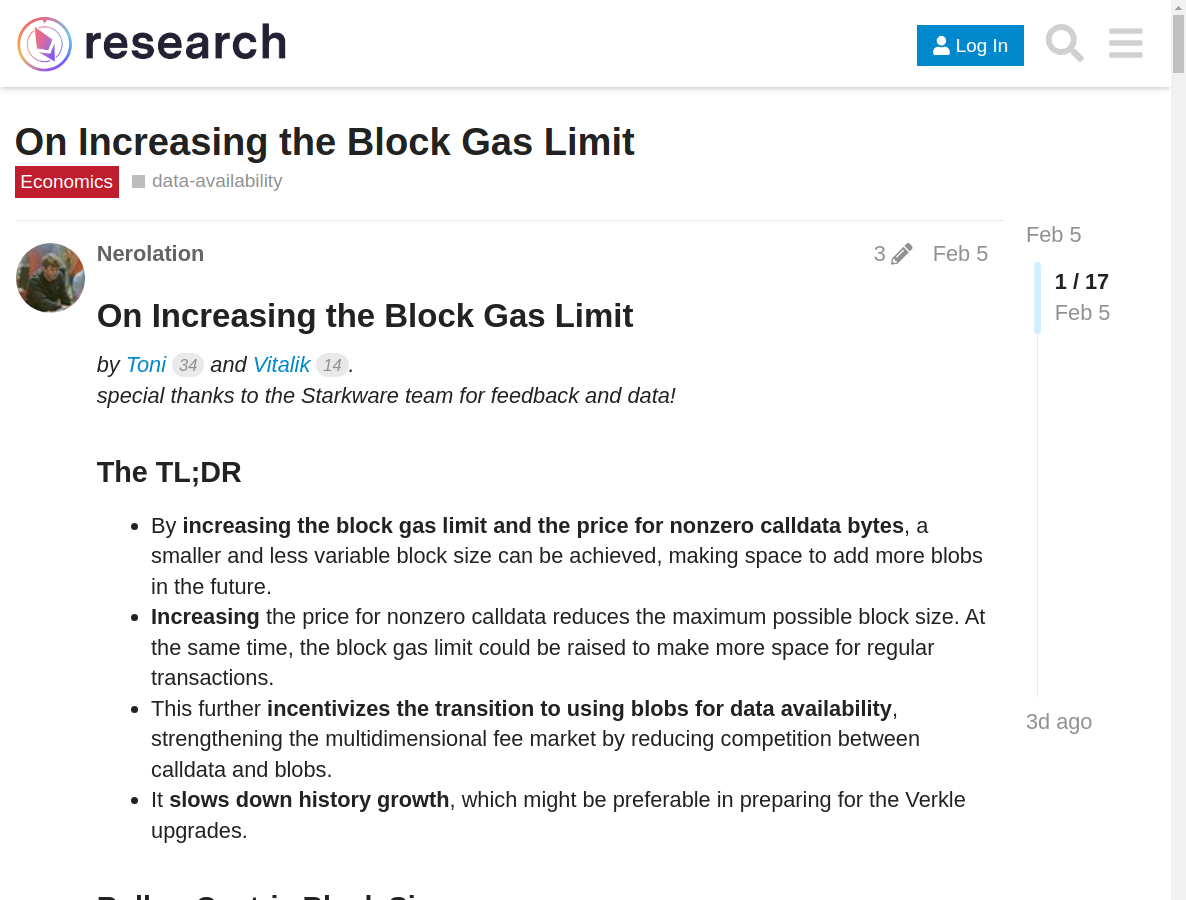 research
Log In
On Increasing the Block Gas Limit
Economics data-availability
Nerolation 3 Feb 5
On Increasing the Block Gas Limit
by Toni 34 and Vitalik 14.
special thanks to the Starkware team for feedback and data!
The TL;DR
• By increasing the block gas limit and the price for nonzero calldata bytes, a
smaller and less variable block size can be achieved, making space to add more blobs
in the future.
• Increasing the price for nonzero calldata reduces the maximum possible block size. At
the same time, the block gas limit could be raised to make more space for regular
transactions.
• This further incentivizes the transition to using blobs for data availability,
strengthening the multidimensional fee market by reducing competition between
calldata and blobs.
• It slows down history growth, which might be preferable in preparing for the Verkle
upgrades.
Feb 5
1 / 17
Feb 5
3d ago